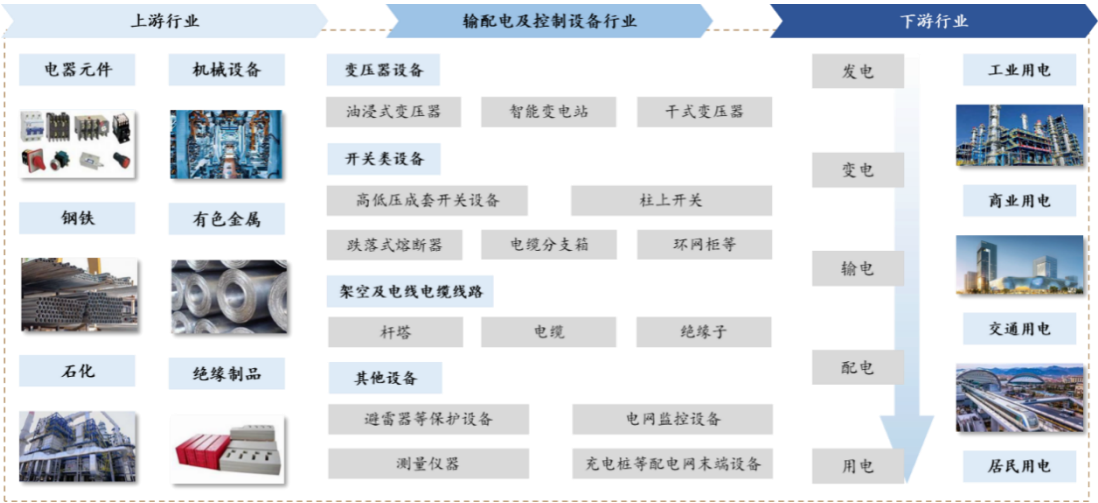 上游行业
输配电及控制设备行业
下游行业
电器元件
机械设备
钢铁
有色金属
石化
绝缘制品
变压器设备
油浸式变压器
智能变电站
干式变压器
开关类设备
高低压成套开关设备
柱上开关
跌落式熔断器
电缆分支箱
环网柜等
架空及电线电缆线路
杆塔
电缆
绝缘子
其他设备
避雷器等保护设备
电网监控设备
测量仪器
充电桩等配电网末端设备
发电
变电
输电
配电
用电
工业用电
商业用电
交通用电
居民用电